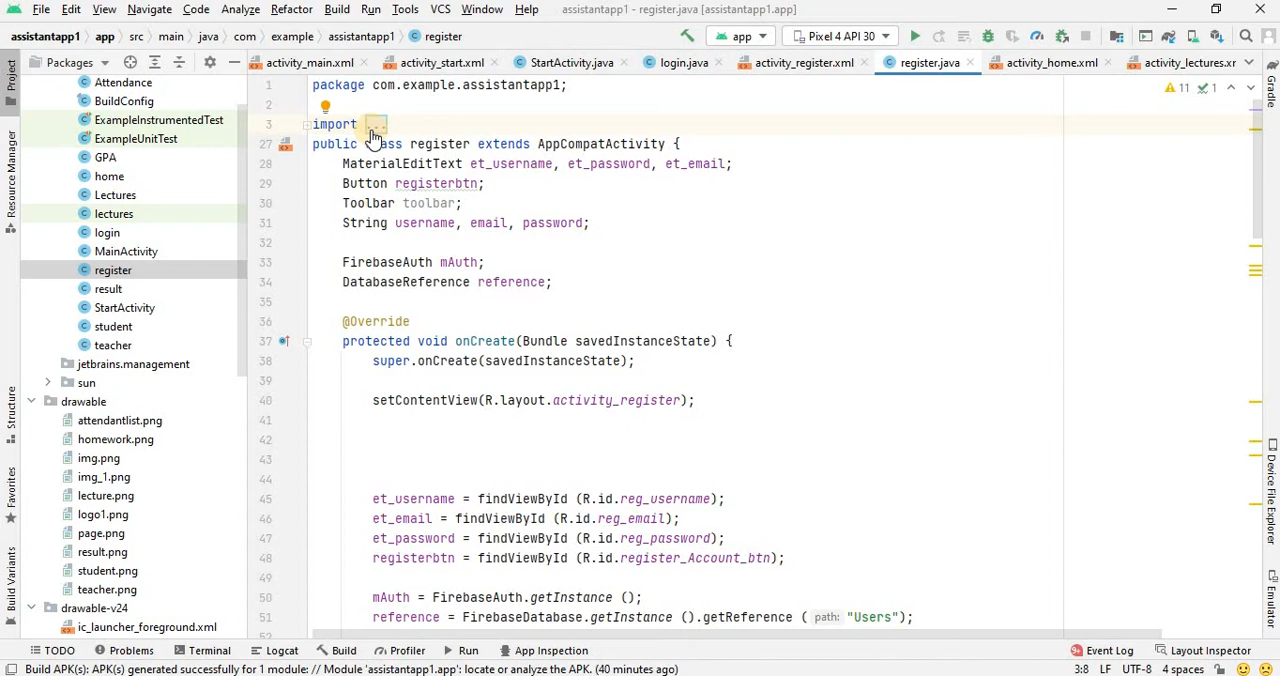 File Edit View Navigate Code Analyze Refactor Build Run Tools VCS Window Help assistantapp1 - register.java [assistantapp1.app]
assistantapp1 app src main java com example assistantapp1 register app Pixel 4 API 30
Packages activity_main.xml activity_start.xml StartActivity.java login.java activity_register.xml register.java activity_home.xml activity_lectures.xr
Project
Resource Manager
Structure
Favorites
Build Variants
Attendance
BuildConfig
ExampleInstrumentedTest
ExampleUnitTest
GPA
home
Lectures
lectures
login
MainActivity
register
result
StartActivity
student
teacher
jetbrains.management
sun
drawable
attendantlist.png
homework.png
img.png
img_1.png
lecture.png
logo1.png
page.png
result.png
student.png
teacher.png
drawable-v24
ic_launcher_foreground.xml
11 1
1 package com.example.assistantapp1;
2
3 import ...
27 public class register extends AppCompatActivity {
28 MaterialEditText et_username, et_password, et_email;
29 Button registerbtn;
30 Toolbar toolbar;
31 String username, email, password;
32
33 FirebaseAuth mAuth;
34 DatabaseReference reference;
35
36 @Override
37 protected void onCreate(Bundle savedInstanceState) {
38 super.onCreate(savedInstanceState);
39
40 setContentView(R.layout.activity_register);
41
42
43
44
45 et_username = findViewById (R.id.reg_username);
46 et_email = findViewById (R.id.reg_email);
47 et_password = findViewById (R.id.reg_password);
48 registerbtn = findViewById (R.id.register_Account_btn);
49
50 mAuth = FirebaseAuth.getInstance ();
51 reference = FirebaseDatabase.getInstance ().getReference ( path: "Users");
52
Gradle
Device File Explorer
Emulator
TODO Problems Terminal Logcat Build Profiler Run App Inspection Event Log Layout Inspector
Build APK(s): APK(s) generated successfully for 1 module: // Module 'assistantapp1.app': locate or analyze the APK. (40 minutes ago) 3:8 LF UTF-8 4 spaces